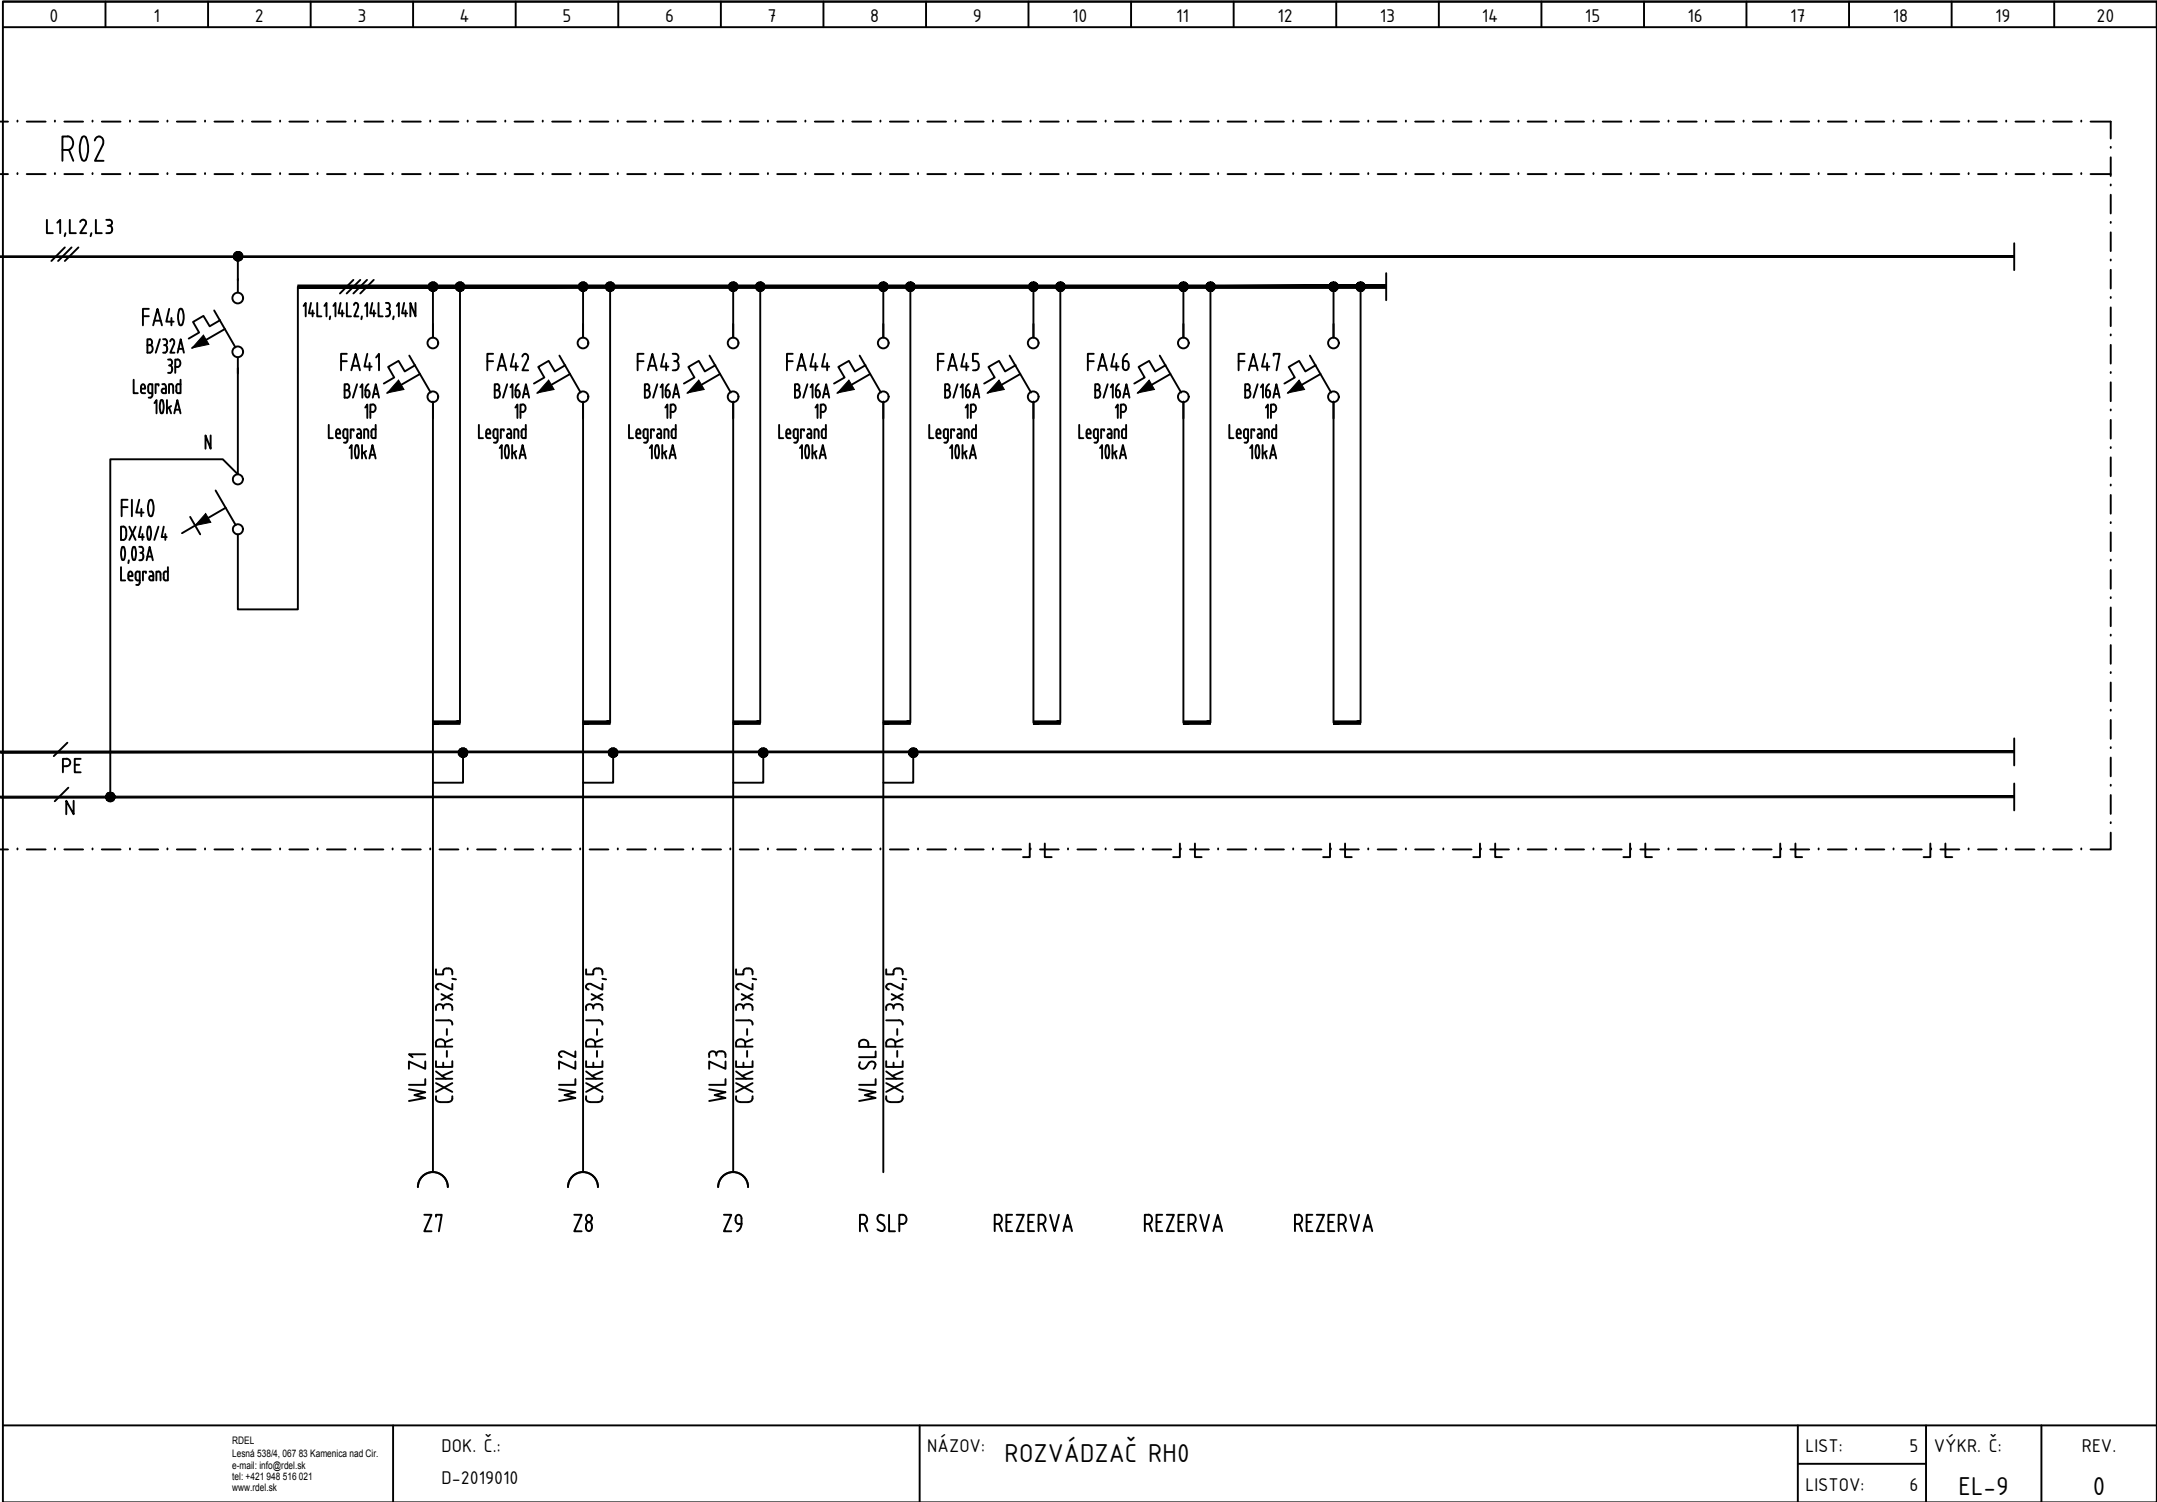 0 1 2 3 4 5 6 7 8 9 10 11 12 13 14 15 16 17 18 19 20
R02
L1,L2,L3
14L1,14L2,14L3,14N
FA40
B/32A
3P
Legrand
10kA
N
FI40
DX40/4
0,03A
Legrand
FA41
B/16A
1P
Legrand
10kA
FA42
B/16A
1P
Legrand
10kA
FA43
B/16A
1P
Legrand
10kA
FA44
B/16A
1P
Legrand
10kA
FA45
B/16A
1P
Legrand
10kA
FA46
B/16A
1P
Legrand
10kA
FA47
B/16A
1P
Legrand
10kA
PE
N
WL Z1
CXKE-R-J 3x2,5
WL Z2
CXKE-R-J 3x2,5
WL Z3
CXKE-R-J 3x2,5
WL SLP
CXKE-R-J 3x2,5
Z7
Z8
Z9
R SLP
REZERVA
REZERVA
REZERVA
RDEL
Lesná 538/4, 067 83 Kamenica nad Cir.
e-mail: info@rdel.sk
tel: +421 948 516 021
www.rdel.sk
DOK. Č.:
D-2019010
NÁZOV: ROZVÁDZAČ RH0
LIST: 5
LISTOV: 6
VÝKR. Č:
EL-9
REV.
0